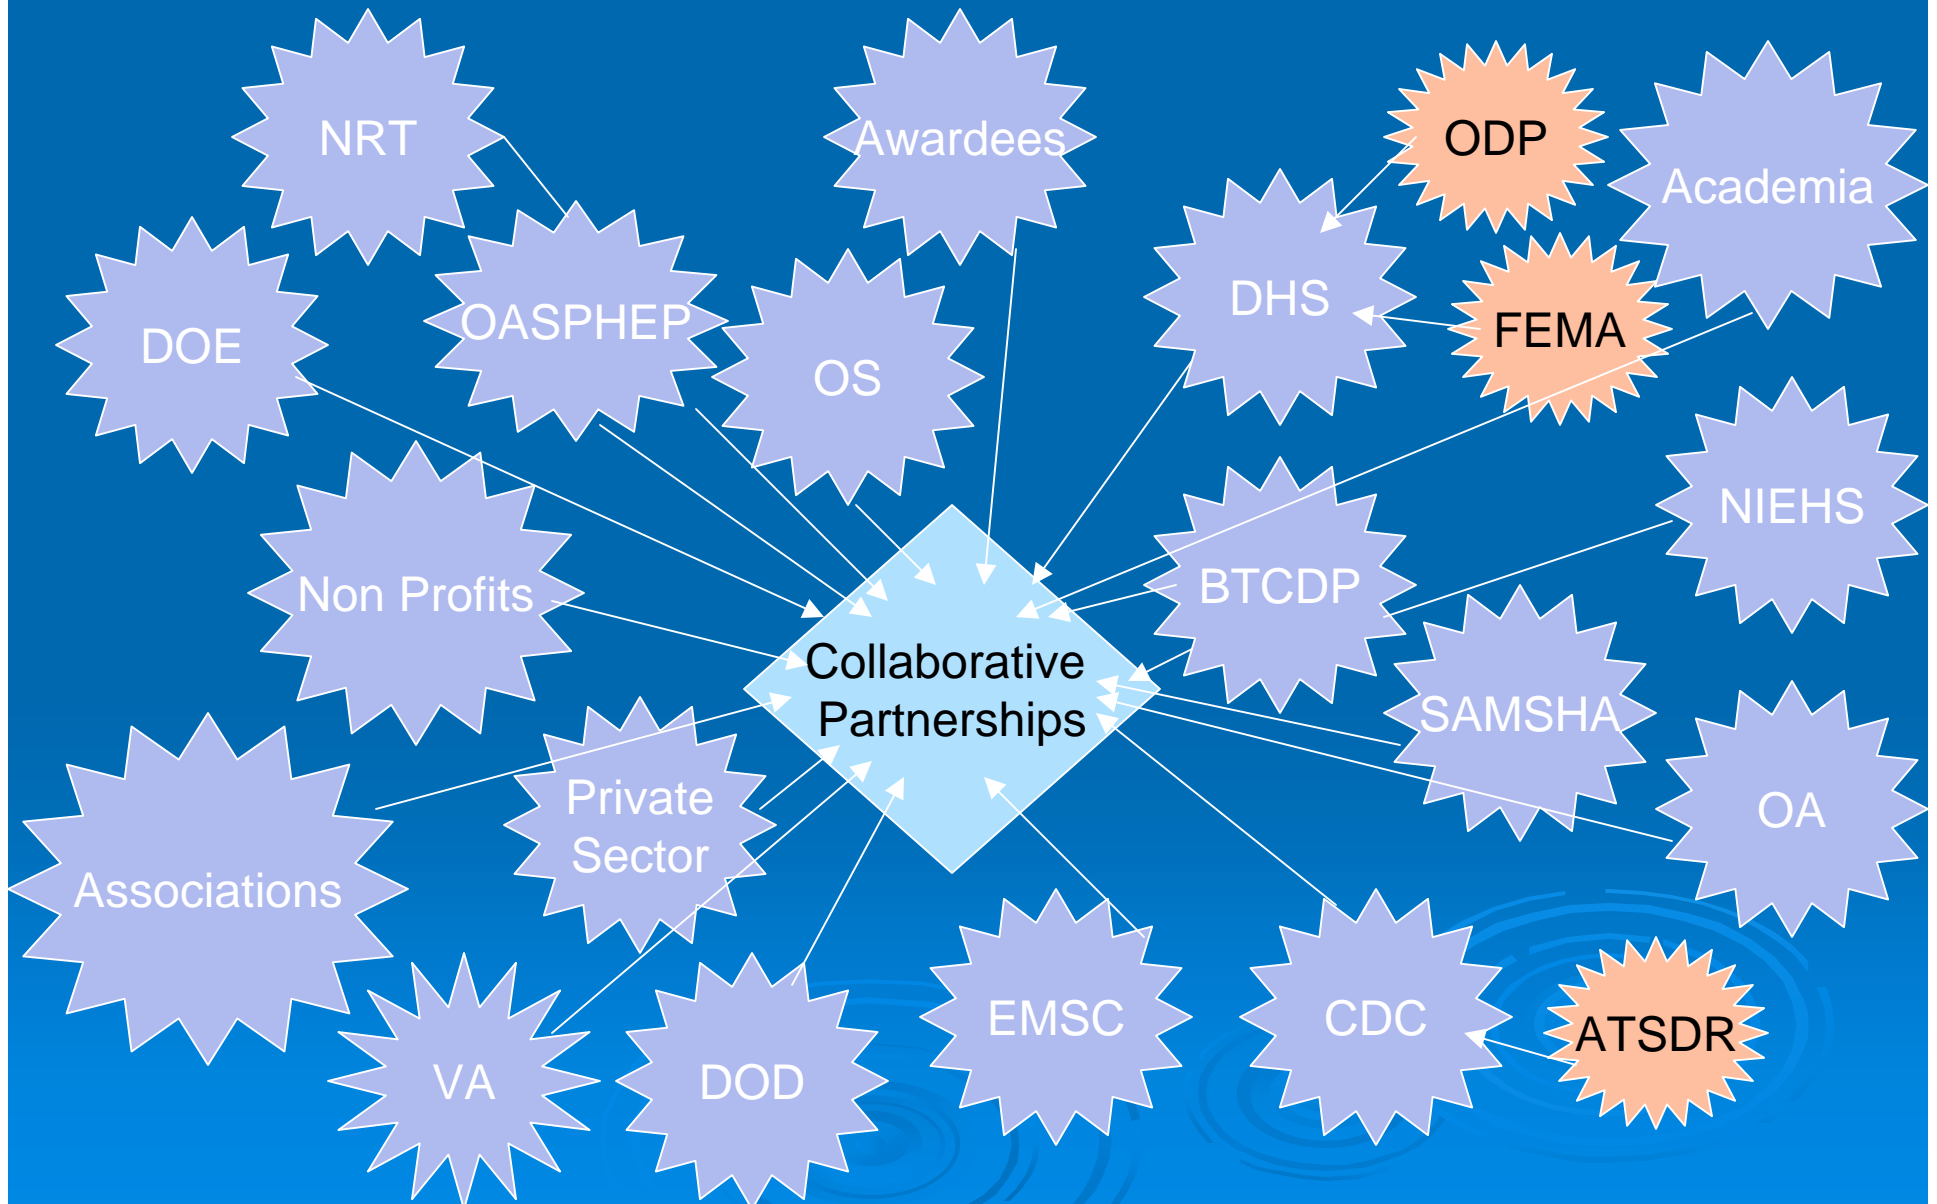 NRT
Awardees
ODP
Academia
DOE
OASPHEP
OS
DHS
FEMA
Non Profits
BTCDP
NIEHS
Collaborative
Partnerships
SAMSHA
Private
Sector
OA
Associations
VA
DOD
EMSC
CDC
ATSDR